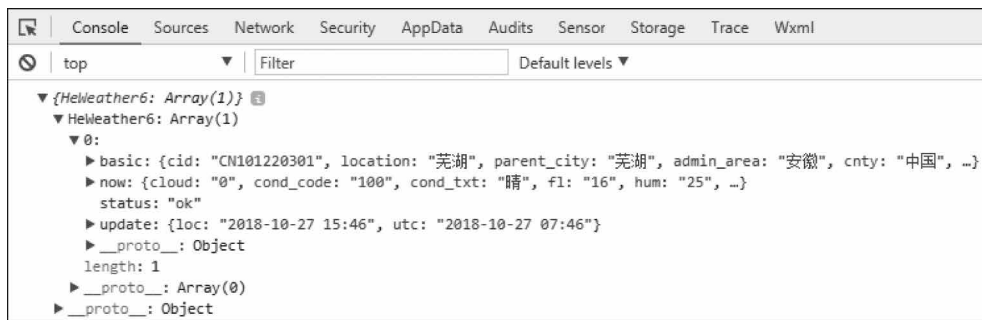 Console Sources Network Security AppData Audits Sensor Storage Trace Wxml
top ▼ Filter Default levels ▼
▼ {HeWeather6: Array(1)} i
▼ HeWeather6: Array(1)
▼ 0:
▶ basic: {cid: "CN101220301", location: "芜湖", parent_city: "芜湖", admin_area: "安徽", cnty: "中国", …}
▶ now: {cloud: "0", cond_code: "100", cond_txt: "晴", fl: "16", hum: "25", …}
status: "ok"
▶ update: {loc: "2018-10-27 15:46", utc: "2018-10-27 07:46"}
▶ __proto__: Object
length: 1
▶ __proto__: Array(0)
▶ __proto__: Object